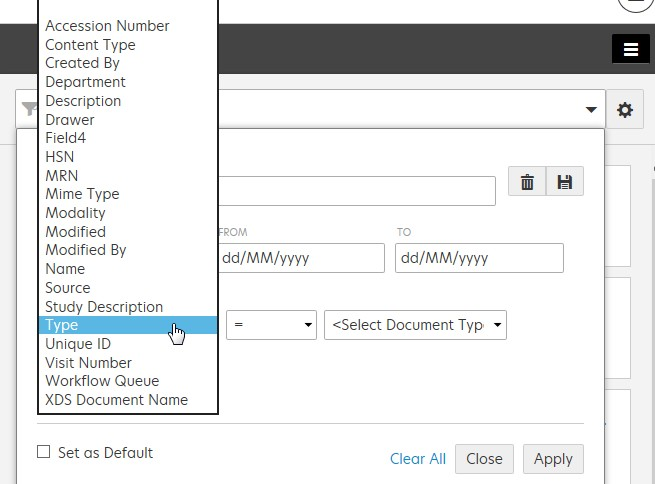 Accession Number
Content Type
Created By
Department
Description
Drawer
Field4
HSN
MRN
Mime Type
Modality
Modified
Modified By
Name
Source
Study Description
Type
Unique ID
Visit Number
Workflow Queue
XDS Document Name
FROM
TO
dd/MM/yyyy
dd/MM/yyyy
=
<Select Document Typ
Set as Default
Clear All
Close
Apply